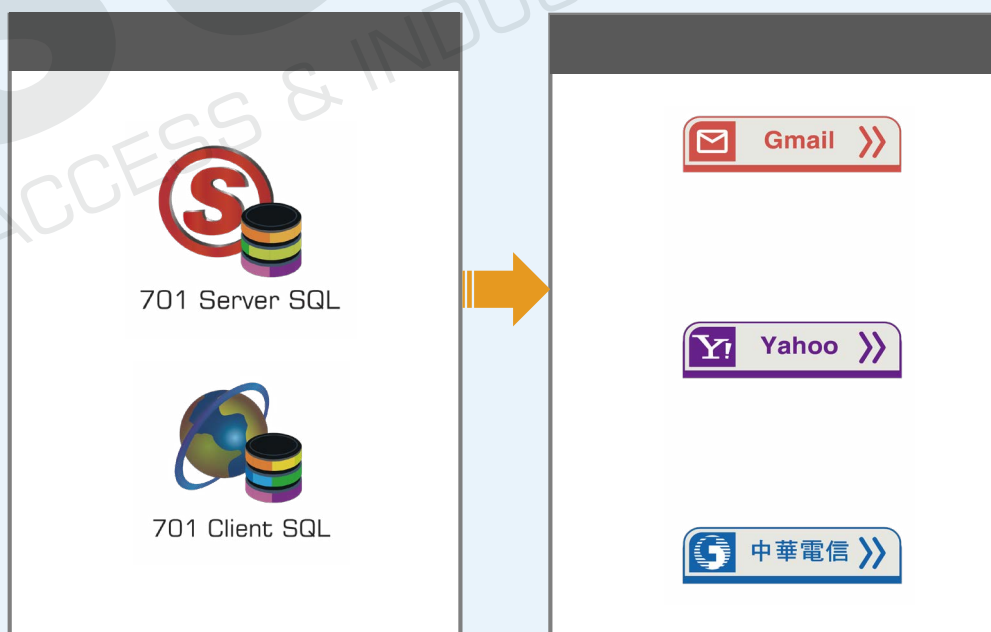 ACCESS & INDU
701 Server SQL
701 Client SQL
Gmail
Yahoo
中華電信